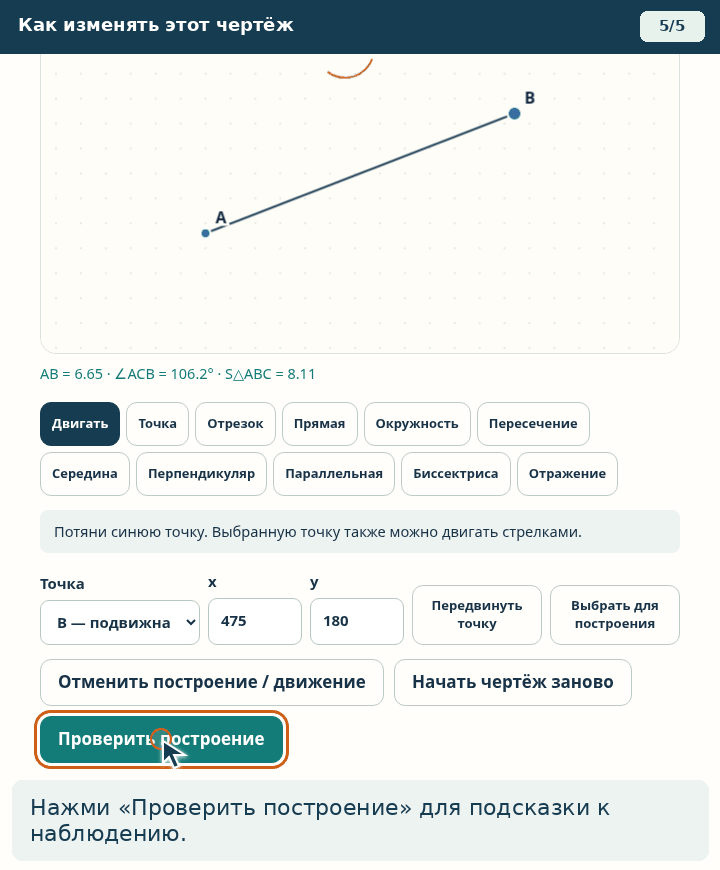 Как изменять этот чертёж
5/5
B
A
AB = 6.65 · ∠ACB = 106.2° · S△ABC = 8.11
Двигать Точка Отрезок Прямая Окружность Пересечение
Середина Перпендикуляр Параллельная Биссектриса Отражение
Потяни синюю точку. Выбранную точку также можно двигать стрелками.
Точка x y
B — подвижна 475 180
Передвинуть точку
Выбрать для построения
Отменить построение / движение Начать чертёж заново
Проверить построение
Нажми «Проверить построение» для подсказки к
наблюдению.